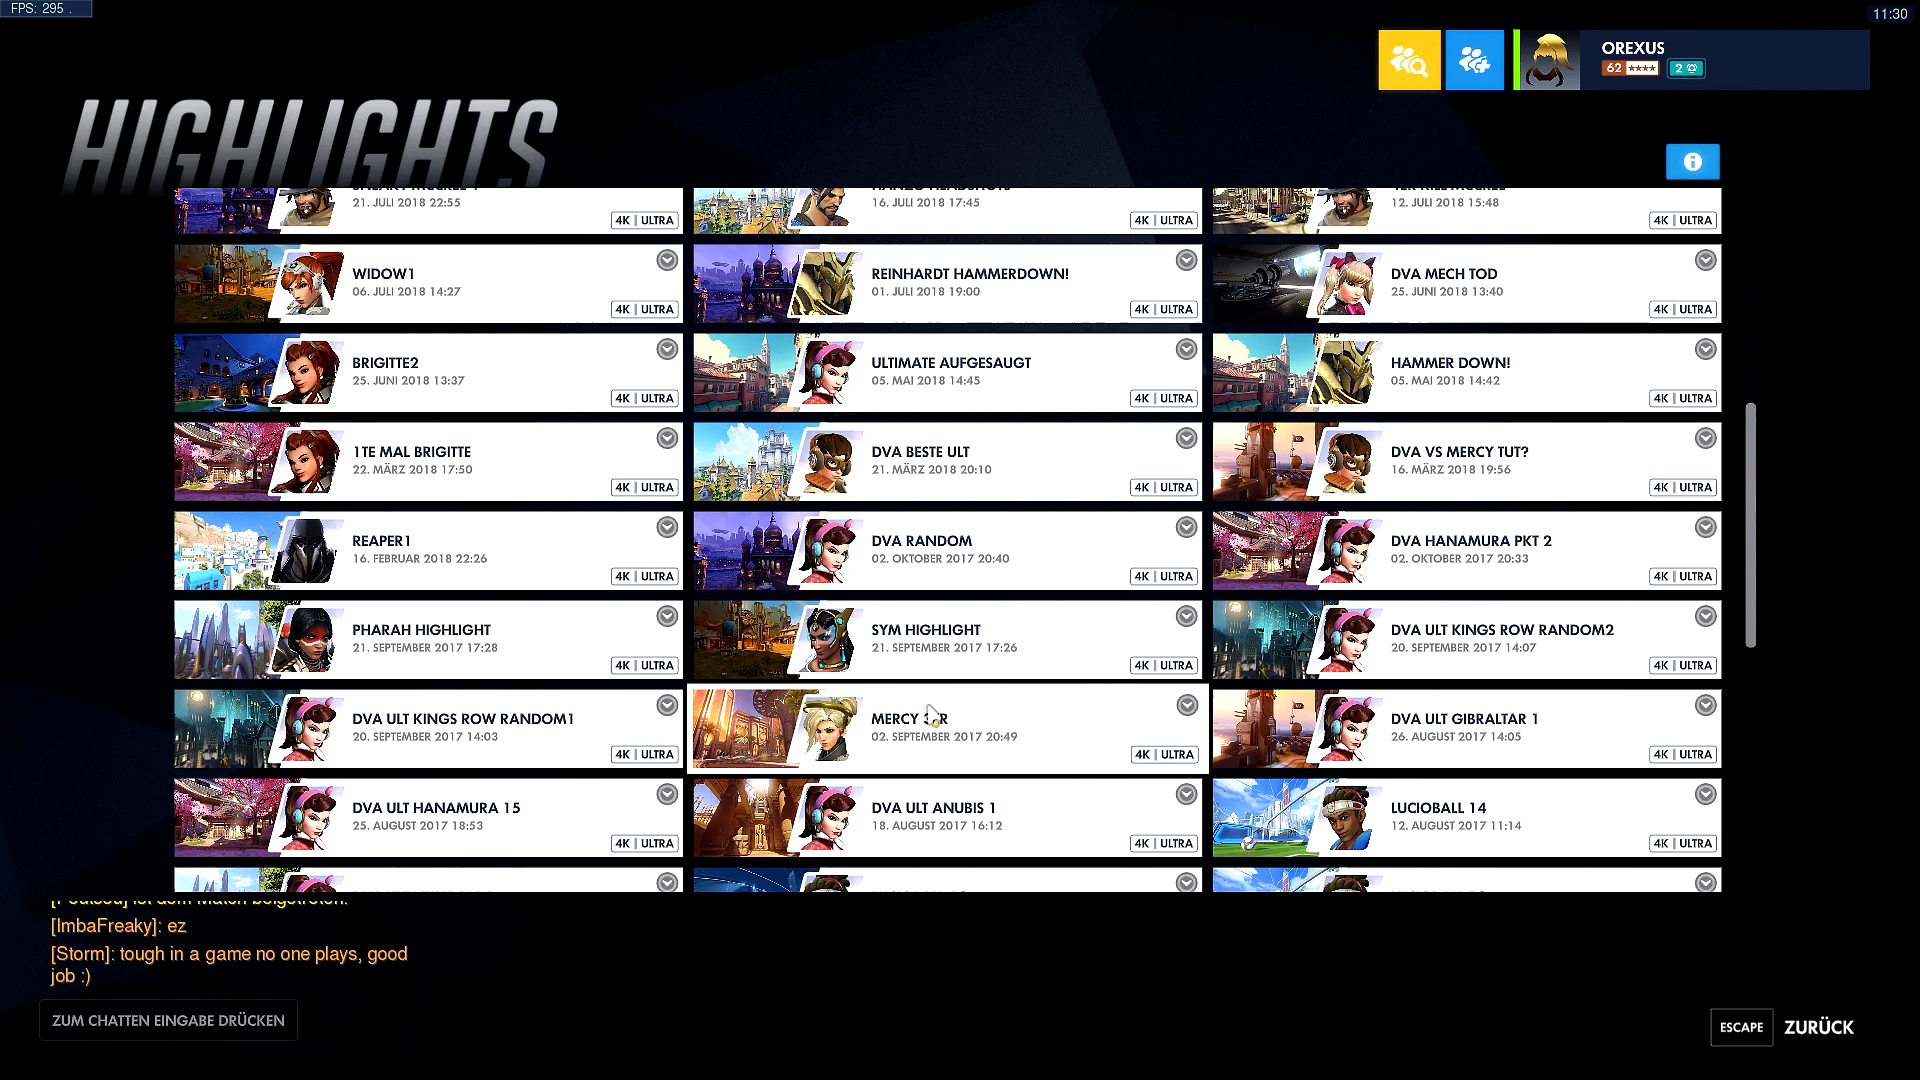 FPS: 295 .
11:30
OREXUS
62 ★★★★ 2
HIGHLIGHTS
21. JULI 2018 22:55
4K | ULTRA
16. JULI 2018 17:45
4K | ULTRA
12. JULI 2018 15:48
4K | ULTRA
WIDOW1
06. JULI 2018 14:27
4K | ULTRA
REINHARDT HAMMERDOWN!
01. JULI 2018 19:00
4K | ULTRA
DVA MECH TOD
25. JUNI 2018 13:40
4K | ULTRA
BRIGITTE2
25. JUNI 2018 13:37
4K | ULTRA
ULTIMATE AUFGESAUGT
05. MAI 2018 14:45
4K | ULTRA
HAMMER DOWN!
05. MAI 2018 14:42
4K | ULTRA
1TE MAL BRIGITTE
22. MÄRZ 2018 17:50
4K | ULTRA
DVA BESTE ULT
21. MÄRZ 2018 20:10
4K | ULTRA
DVA VS MERCY TUT?
16. MÄRZ 2018 19:56
4K | ULTRA
REAPER1
16. FEBRUAR 2018 22:26
4K | ULTRA
DVA RANDOM
02. OKTOBER 2017 20:40
4K | ULTRA
DVA HANAMURA PKT 2
02. OKTOBER 2017 20:33
4K | ULTRA
PHARAH HIGHLIGHT
21. SEPTEMBER 2017 17:28
4K | ULTRA
SYM HIGHLIGHT
21. SEPTEMBER 2017 17:26
4K | ULTRA
DVA ULT KINGS ROW RANDOM2
20. SEPTEMBER 2017 14:07
4K | ULTRA
DVA ULT KINGS ROW RANDOM1
20. SEPTEMBER 2017 14:03
4K | ULTRA
MERCY
02. SEPTEMBER 2017 20:49
4K | ULTRA
DVA ULT GIBRALTAR 1
26. AUGUST 2017 14:05
4K | ULTRA
DVA ULT HANAMURA 15
25. AUGUST 2017 18:53
4K | ULTRA
DVA ULT ANUBIS 1
18. AUGUST 2017 16:12
4K | ULTRA
LUCIOBALL 14
12. AUGUST 2017 11:14
4K | ULTRA
ist dem Match beigetreten.
[ImbaFreaky]: ez
[Storm]: tough in a game no one plays, good
job :)
ZUM CHATTEN EINGABE DRÜCKEN
ESCAPE ZURÜCK